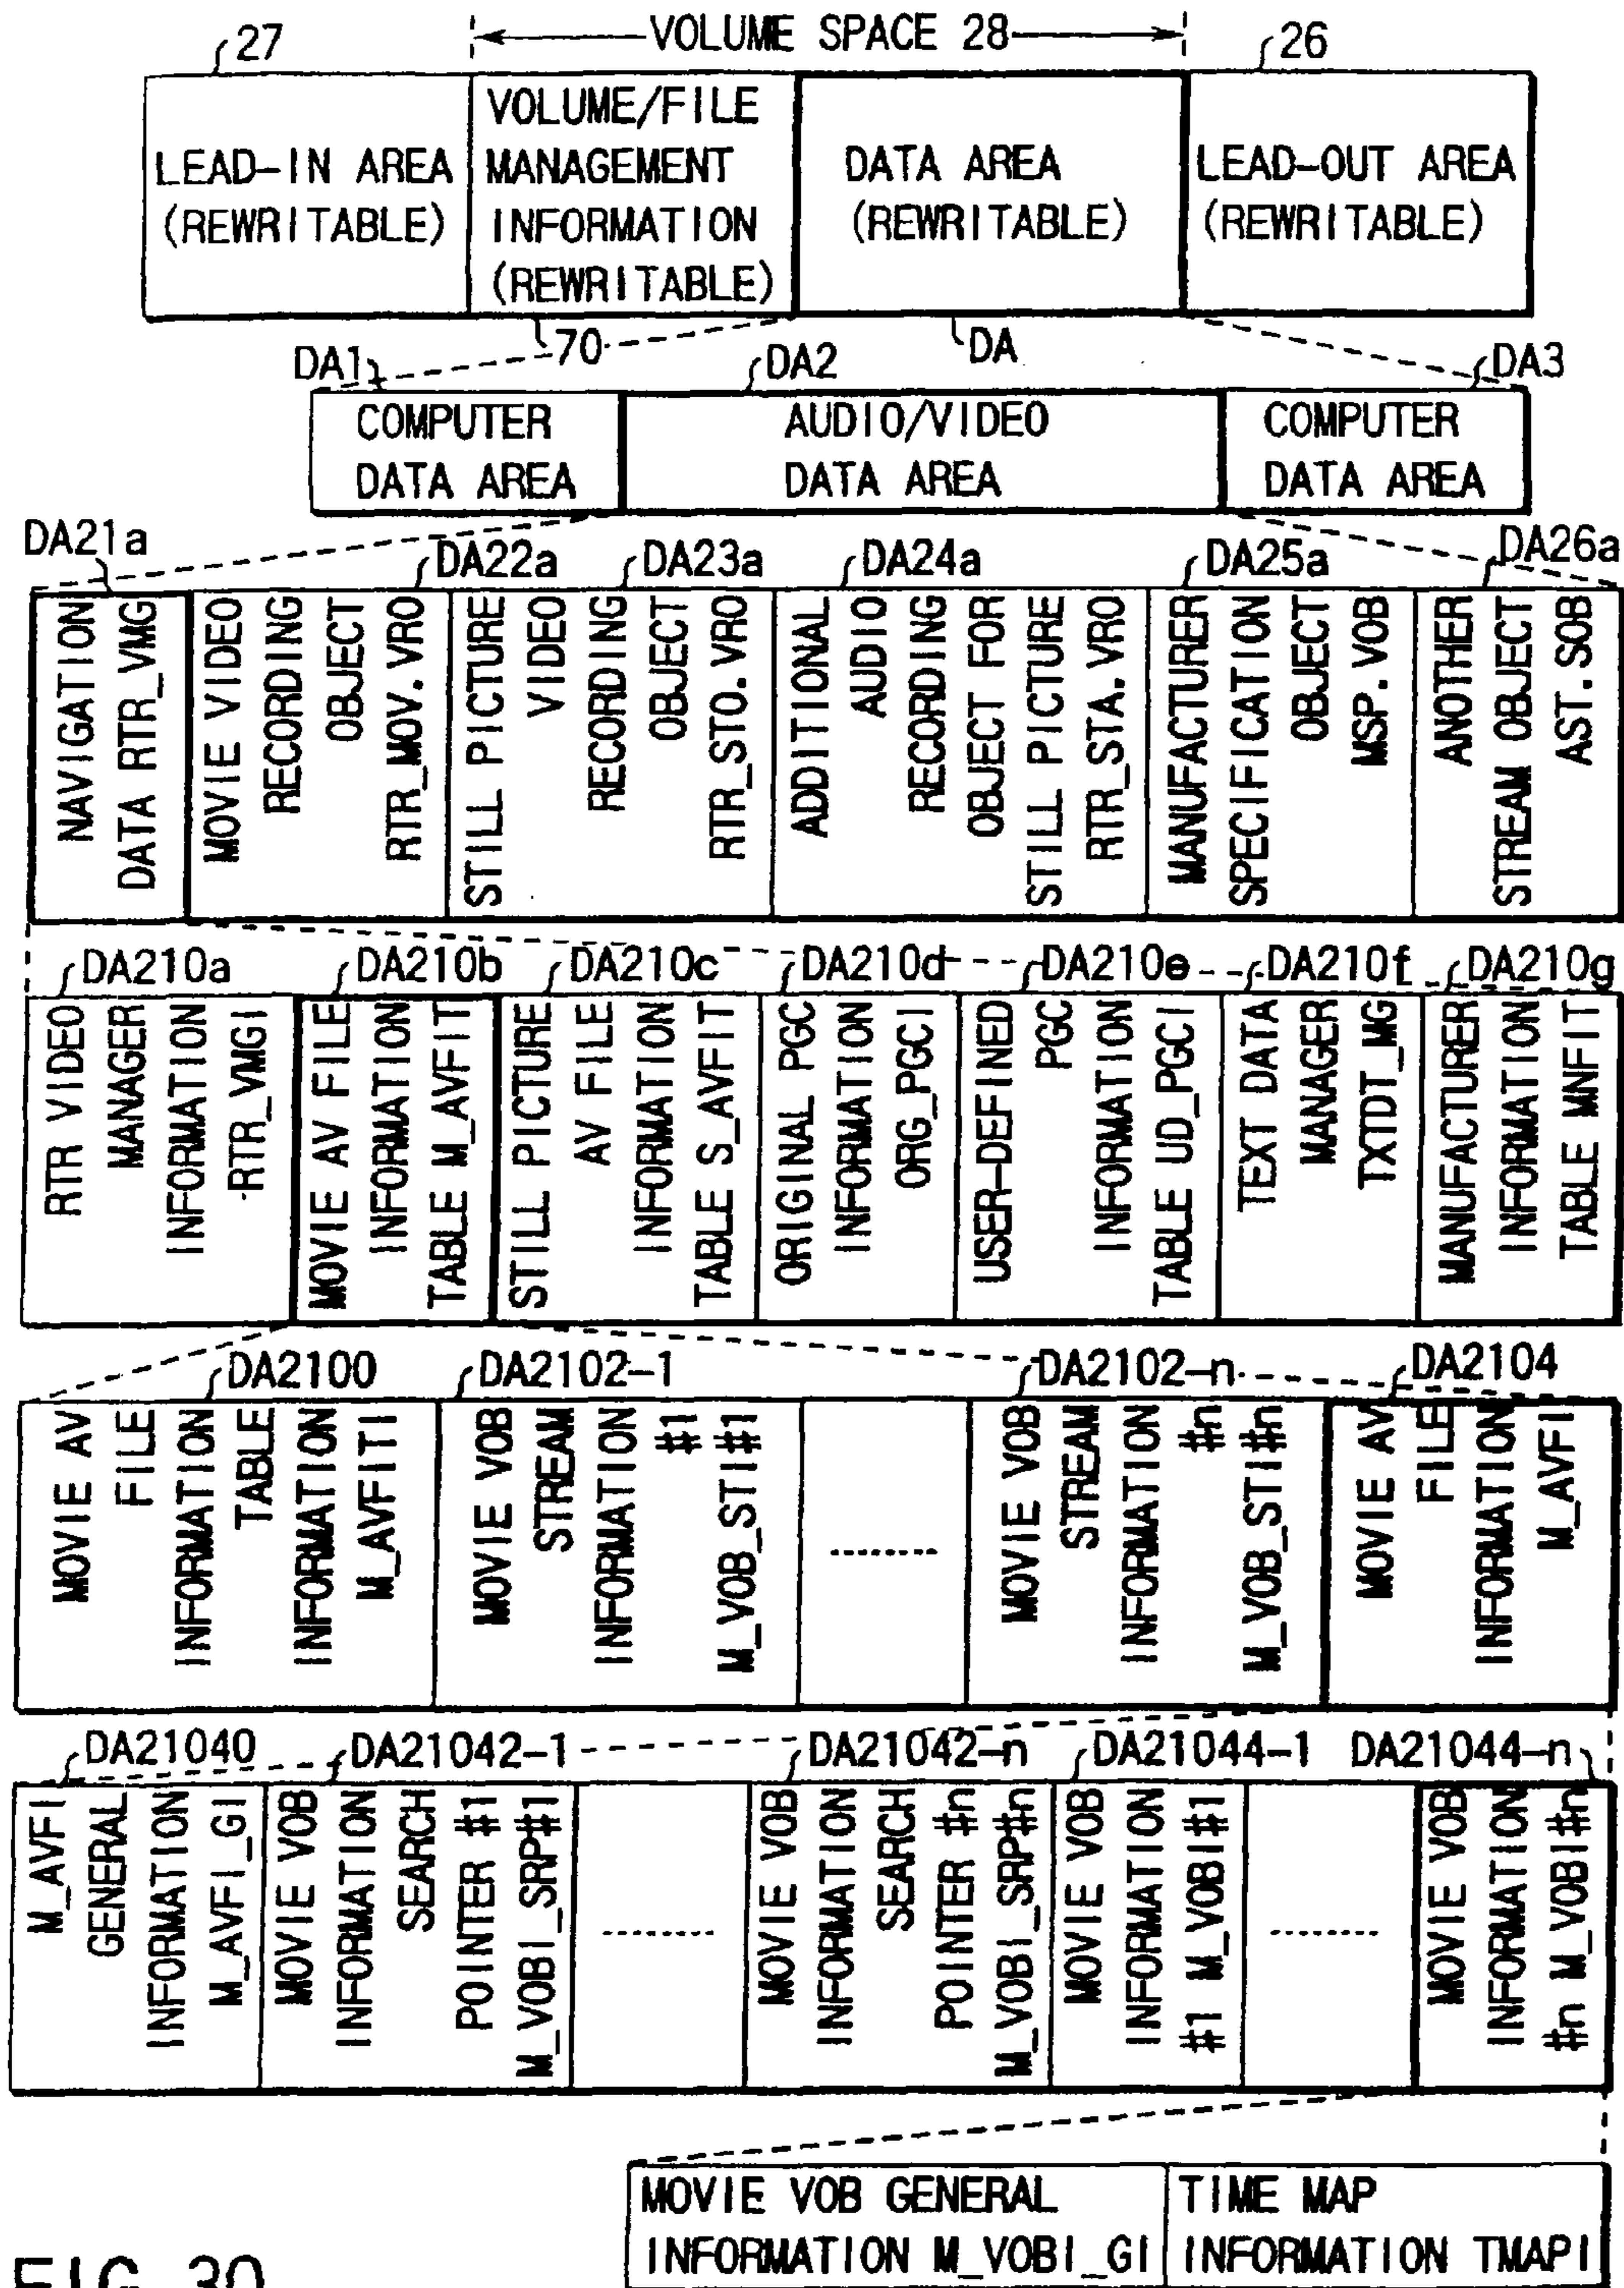 VOLUME SPACE 28
27
26
LEAD-IN AREA
(REWRITABLE)
VOLUME/FILE
MANAGEMENT
INFORMATION
(REWRITABLE)
DATA AREA
(REWRITABLE)
LEAD-OUT AREA
(REWRITABLE)
70
DA
DA1
DA2
DA3
COMPUTER
DATA AREA
AUDIO/VIDEO
DATA AREA
COMPUTER
DATA AREA
DA21a
DA22a
DA23a
DA24a
DA25a
DA26a
NAVIGATION
DATA RTR_VMG
MOVIE VIDEO
RECORDING
OBJECT
RTR_MOV.VRO
STILL PICTURE
VIDEO
RECORDING
OBJECT
RTR_STO.VRO
ADDITIONAL
AUDIO
RECORDING
OBJECT FOR
STILL PICTURE
RTR_STA.VRO
MANUFACTURER
SPECIFICATION
OBJECT
MSP.VOB
ANOTHER
STREAM OBJECT
AST.SOB
DA210a
DA210b
DA210c
DA210d
DA210e
DA210f
DA210g
RTR VIDEO
MANAGER
INFORMATION
RTR_VMGI
MOVIE AV FILE
INFORMATION
TABLE M_AVFIT
STILL PICTURE
AV FILE
INFORMATION
TABLE S_AVFIT
ORIGINAL PGC
INFORMATION
ORG_PGCI
USER-DEFINED
PGC
INFORMATION
TABLE UD_PGCI
TEXT DATA
MANAGER
TXTDT_MG
MANUFACTURER
INFORMATION
TABLE MNFIT
DA2100
DA2102-1
DA2102-n
DA2104
MOVIE AV
FILE
INFORMATION
TABLE
INFORMATION
M_AVFITI
MOVIE VOB
STREAM
INFORMATION
#1
M_VOB_STI#1
........
MOVIE VOB
STREAM
INFORMATION
#n
M_VOB_STI#n
MOVIE AV
FILE
INFORMATION
M_AVFI
DA21040
DA21042-1
DA21042-n
DA21044-1
DA21044-n
M_AVFI
GENERAL
INFORMATION
M_AVFI_GI
MOVIE VOB
INFORMATION
SEARCH
POINTER #1
M_VOBI_SRP#1
........
MOVIE VOB
INFORMATION
SEARCH
POINTER #n
M_VOBI_SRP#n
MOVIE VOB
INFORMATION
#1 M_VOBI#1
........
MOVIE VOB
INFORMATION
#n M_VOBI#n
MOVIE VOB GENERAL
INFORMATION M_VOBI_GI
TIME MAP
INFORMATION TMAPI
FIG. 30